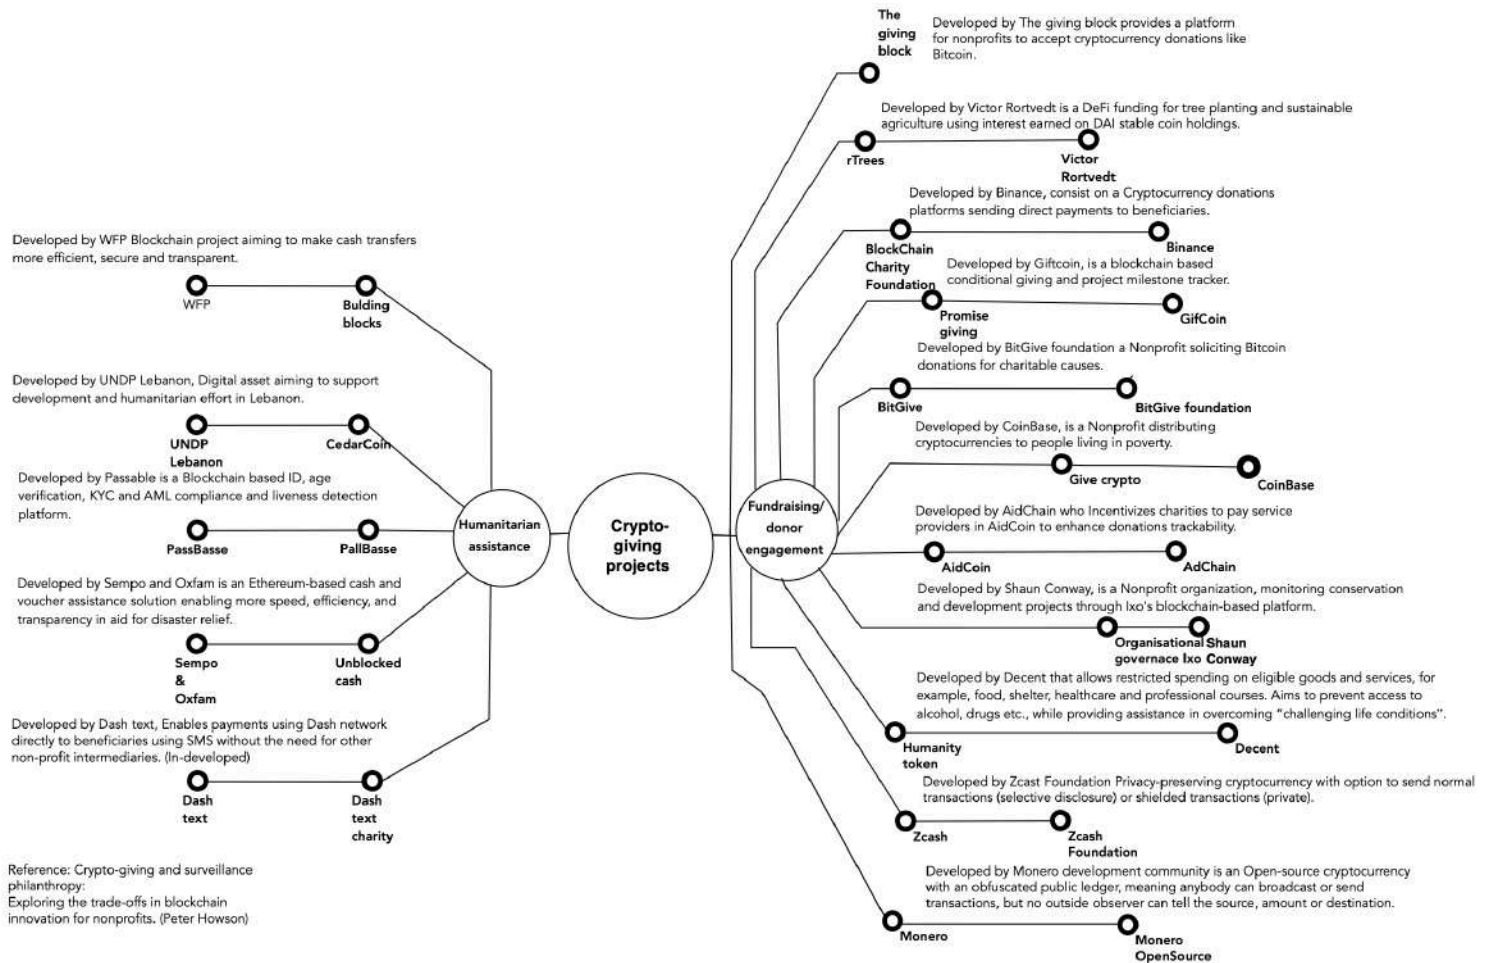 Developed by WFP Blockchain project aiming to make cash transfers
more efficient, secure and transparent.
WFP
Bulding
blocks
Developed by UNDP Lebanon, Digital asset aiming to support
development and humanitarian effort in Lebanon.
UNDP
Lebanon
CedarCoin
Developed by Passable is a Blockchain based ID, age
verification, KYC and AML compliance and liveness detection
platform.
PassBasse
PallBasse
Developed by Sempo and Oxfam is an Ethereum-based cash and
voucher assistance solution enabling more speed, efficiency, and
transparency in aid for disaster relief.
Sempo
&
Oxfam
Unblocked
cash
Developed by Dash text, Enables payments using Dash network
directly to beneficiaries using SMS without the need for other
non-profit intermediaries. (In-developed)
Dash
text
Dash
text
charity
Reference: Crypto-giving and surveillance
philanthropy:
Exploring the trade-offs in blockchain
innovation for nonprofits. (Peter Howson)
Humanitarian
assistance
Crypto-
giving
projects
Fundraising/
donor
engagement
The
giving
block
Developed by The giving block provides a platform
for nonprofits to accept cryptocurrency donations like
Bitcoin.
Developed by Victor Rortvedt is a DeFi funding for tree planting and sustainable
agriculture using interest earned on DAI stable coin holdings.
rTrees
Victor
Rortvedt
Developed by Binance, consist on a Cryptocurrency donations
platforms sending direct payments to beneficiaries.
BlockChain
Charity
Foundation
Binance
Developed by Giftcoin, is a blockchain based
conditional giving and project milestone tracker.
Promise
giving
GifCoin
Developed by BitGive foundation a Nonprofit soliciting Bitcoin
donations for charitable causes.
BitGive
BitGive foundation
Developed by CoinBase, is a Nonprofit distributing
cryptocurrencies to people living in poverty.
Give crypto
CoinBase
Developed by AidChain who Incentivizes charities to pay service
providers in AidCoin to enhance donations trackability.
AidCoin
AdChain
Developed by Shaun Conway, is a Nonprofit organization, monitoring conservation
and development projects through Ixo's blockchain-based platform.
Organisational
governace Ixo
Shaun
Conway
Developed by Decent that allows restricted spending on eligible goods and services, for
example, food, shelter, healthcare and professional courses. Aims to prevent access to
alcohol, drugs etc., while providing assistance in overcoming “challenging life conditions”.
Humanity
token
Decent
Developed by Zcast Foundation Privacy-preserving cryptocurrency with option to send normal
transactions (selective disclosure) or shielded transactions (private).
Zcash
Zcash
Foundation
Developed by Monero development community is an Open-source cryptocurrency
with an obfuscated public ledger, meaning anybody can broadcast or send
transactions, but no outside observer can tell the source, amount or destination.
Monero
Monero
OpenSource